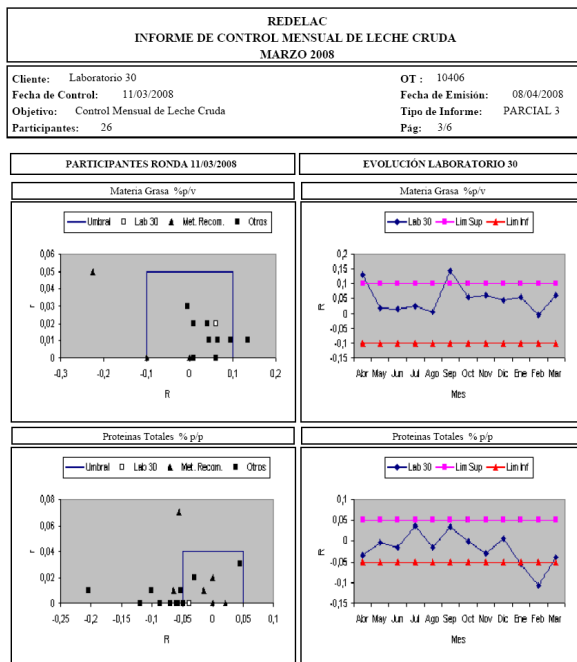 REDELAC
INFORME DE CONTROL MENSUAL DE LECHE CRUDA
MARZO 2008
Cliente: Laboratorio 30 OT : 10406
Fecha de Control: 11/03/2008 Fecha de Emisión: 08/04/2008
Objetivo: Control Mensual de Leche Cruda Tipo de Informe: PARCIAL 3
Participantes: 26 Pág: 3/6
PARTICIPANTES RONDA 11/03/2008
Materia Grasa %p/v
Umbral Lab 30 Met. Recom. Otros
0,06
0,05
0,04
0,03
0,02
0,01
0
r
-0,3 -0,2 -0,1 0 0,1 0,2
R
EVOLUCIÓN LABORATORIO 30
Materia Grasa %p/v
Lab 30 Lim Sup Lim Inf
0,2
0,15
0,1
0,05
0
-0,05
-0,1
-0,15
R
Abr May Jun Jul Ago Sep Oct Nov Dic Ene Feb Mar
Mes
Proteinas Totales % p/p
Umbral Lab 30 Met. Recom. Otros
0,08
0,06
0,04
0,02
0
r
-0,25 -0,2 -0,15 -0,1 -0,05 0 0,05 0,1
R
Proteinas Totales % p/p
Lab 30 Lim Sup Lim Inf
0,1
0,05
0
-0,05
-0,1
-0,15
R
Abr May Jun Jul Ago Sep Oct Nov Dic Ene Feb Mar
Mes